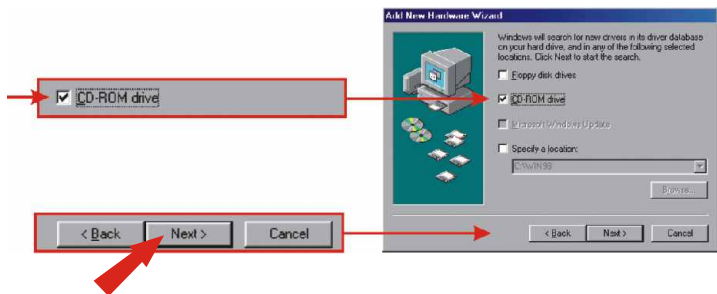 CD-ROM drive
< Back Next > Cancel
Add New Hardware Wizard
Windows will search for new drivers in its driver database
on your hard drive, and in any of the following selected
locations. Click Next to start the search.
Floppy disk drives
CD-ROM drive
Microsoft Windows Update
Specify a location:
C:\WIN98
Browse...
< Back Next > Cancel